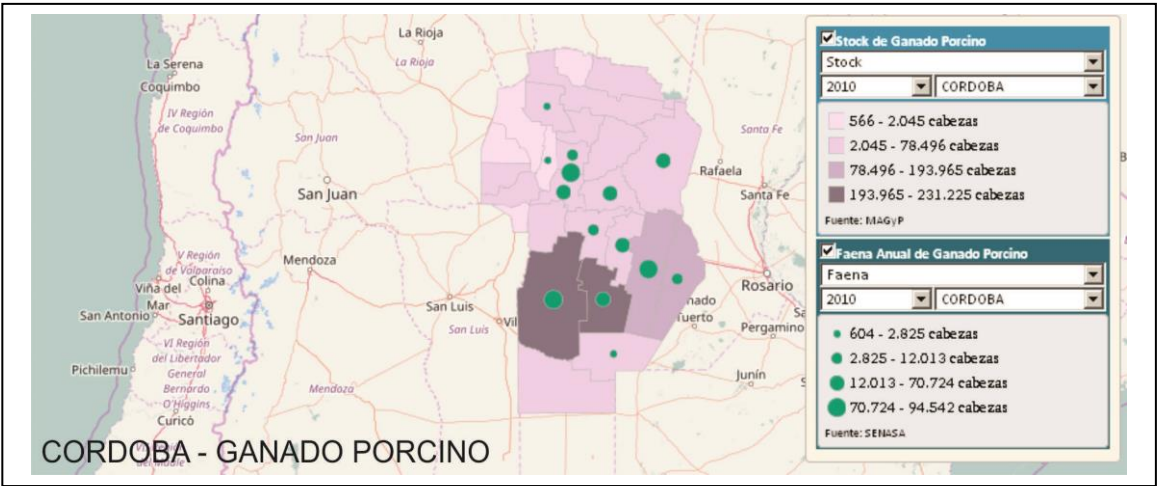 La Rioja
La Rioja
La Serena
Coquimbo
IV Región
de Coquimbo
San Juan
San Juan
Santa Fe
Rafaela
Santa Fe
V Región
de Valparaíso
Mendoza
Viña del
Mar
Colina
San Antonio
Santiago
San Luis
San Luis
Vil
Rosario
nado
Tuerto
Pergamino
VI Región
del Libertador
General
Bernardo
O'Higgins
Pichilemu
Mendoza
Junín
Curicó
CORDOBA - GANADO PORCINO
Stock de Ganado Porcino
Stock
2010 CORDOBA
566 - 2.045 cabezas
2.045 - 78.496 cabezas
78.496 - 193.965 cabezas
193.965 - 231.225 cabezas
Fuente: MAGyP
Faena Anual de Ganado Porcino
Faena
2010 CORDOBA
604 - 2.825 cabezas
2.825 - 12.013 cabezas
12.013 - 70.724 cabezas
70.724 - 94.542 cabezas
Fuente: SENASA